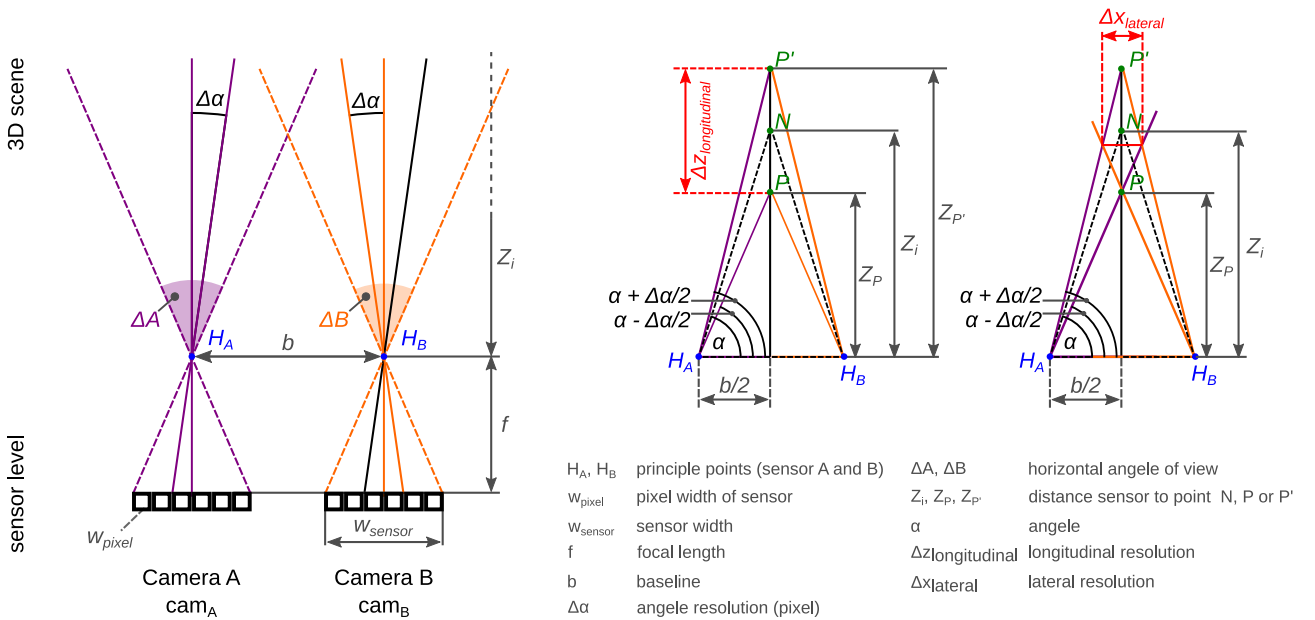 3D scene
sensor level
Δα
Δα
ΔA
ΔB
H_A
H_B
b
Z_i
f
w_pixel
w_sensor
Camera A
cam_A
Camera B
cam_B
P'
N
P
Δz_longitudinal
Z_P
Z_i
Z_P'
α + Δα/2
α - Δα/2
α
H_A
H_B
b/2
Δx_lateral
P'
N
P
Z_P
Z_i
α + Δα/2
α - Δα/2
α
H_A
H_B
b/2
H_A, H_B principle points (sensor A and B)
w_pixel pixel width of sensor
w_sensor sensor width
f focal length
b baseline
Δα angele resolution (pixel)
ΔA, ΔB horizontal angele of view
Z_i, Z_P, Z_P' distance sensor to point N, P or P'
α angle
Δz_longitudinal longitudinal resolution
Δx_lateral lateral resolution